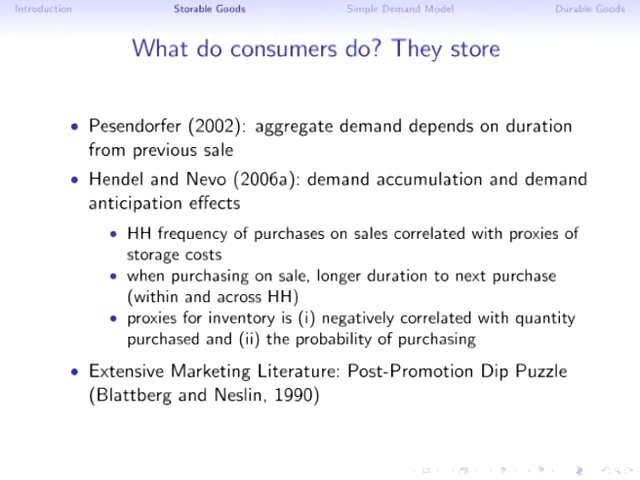 Introduction Storable Goods Simple Demand Model Durable Goods
What do consumers do? They store
• Pesendorfer (2002): aggregate demand depends on duration
from previous sale
• Hendel and Nevo (2006a): demand accumulation and demand
anticipation effects
• HH frequency of purchases on sales correlated with proxies of
storage costs
• when purchasing on sale, longer duration to next purchase
(within and across HH)
• proxies for inventory is (i) negatively correlated with quantity
purchased and (ii) the probability of purchasing
• Extensive Marketing Literature: Post-Promotion Dip Puzzle
(Blattberg and Neslin, 1990)